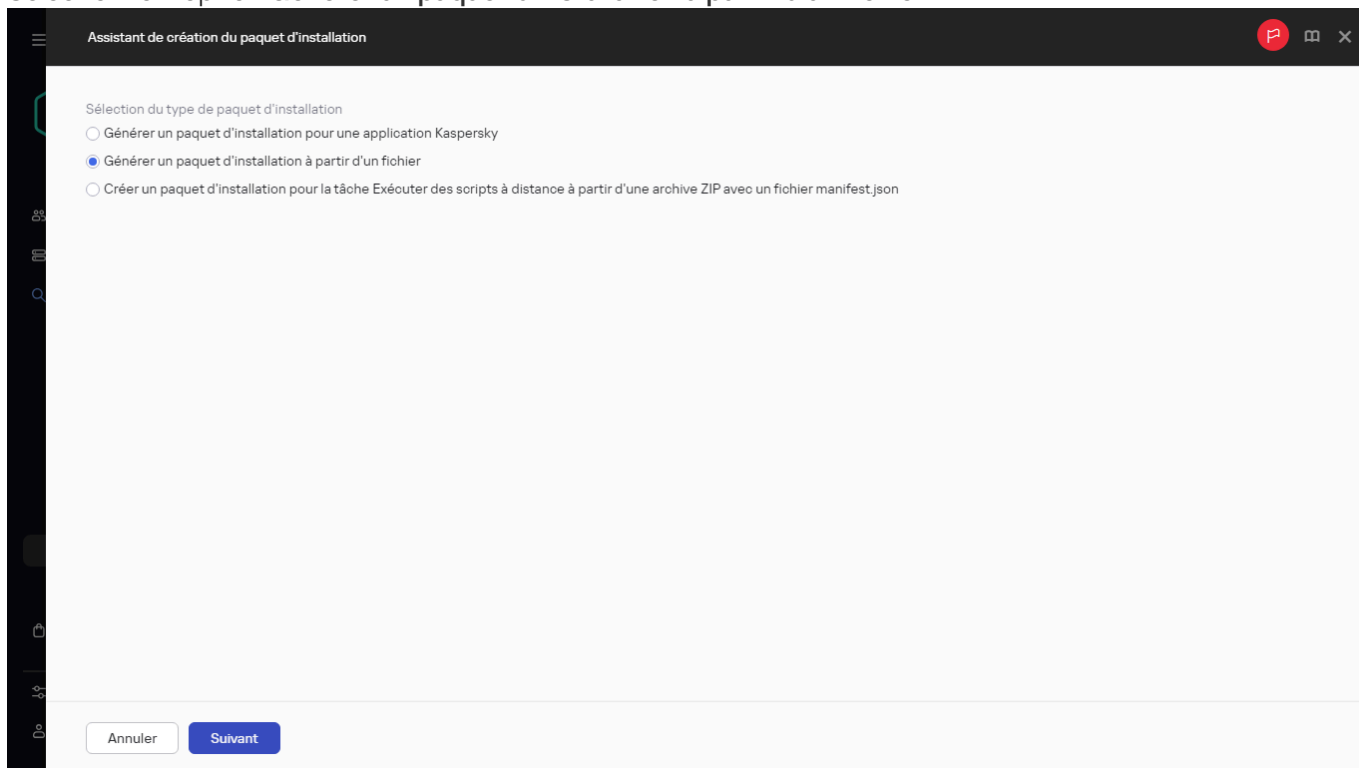 Assistant de création du paquet d'installation
Sélection du type de paquet d'installation
Générer un paquet d'installation pour une application Kaspersky
Générer un paquet d'installation à partir d'un fichier
Créer un paquet d'installation pour la tâche Exécuter des scripts à distance à partir d'une archive ZIP avec un fichier manifest.json
Annuler
Suivant